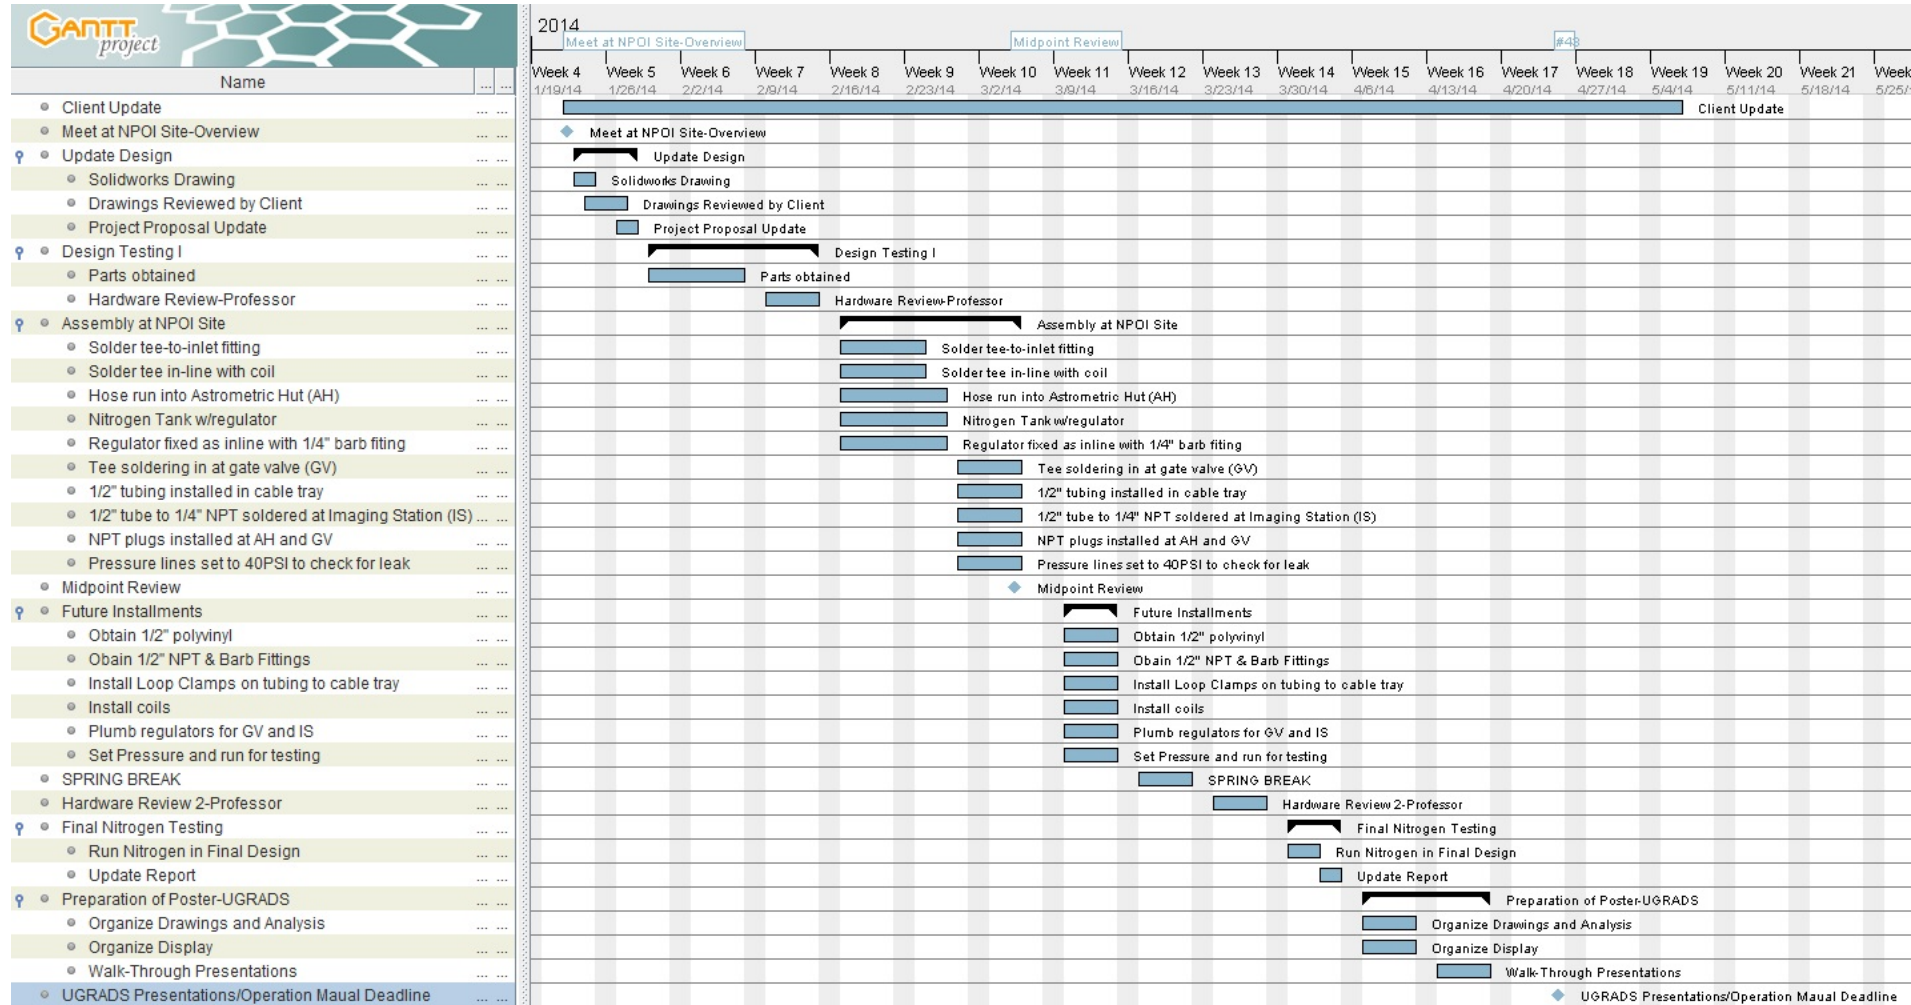 GANTT
project
2014
Meet at NPOI Site-Overview Midpoint Review #43
Name ... ... Week 4 Week 5 Week 6 Week 7 Week 8 Week 9 Week 10 Week 11 Week 12 Week 13 Week 14 Week 15 Week 16 Week 17 Week 18 Week 19 Week 20 Week 21 Week
1/19/14 1/26/14 2/2/14 2/9/14 2/16/14 2/23/14 3/2/14 3/9/14 3/16/14 3/23/14 3/30/14 4/6/14 4/13/14 4/20/14 4/27/14 5/4/14 5/11/14 5/18/14 5/25/
Client Update ... ... Client Update
Meet at NPOI Site-Overview ... ... Meet at NPOI Site-Overview
Update Design ... ... Update Design
Solidworks Drawing ... ... Solidworks Drawing
Drawings Reviewed by Client ... ... Drawings Reviewed by Client
Project Proposal Update ... ... Project Proposal Update
Design Testing I ... ... Design Testing I
Parts obtained ... ... Parts obtained
Hardware Review-Professor ... ... Hardware Review-Professor
Assembly at NPOI Site ... ... Assembly at NPOI Site
Solder tee-to-inlet fitting ... ... Solder tee-to-inlet fitting
Solder tee in-line with coil ... ... Solder tee in-line with coil
Hose run into Astrometric Hut (AH) ... ... Hose run into Astrometric Hut (AH)
Nitrogen Tank w/regulator ... ... Nitrogen Tank w/regulator
Regulator fixed as inline with 1/4" barb fiting ... ... Regulator fixed as inline with 1/4" barb fiting
Tee soldering in at gate valve (GV) ... ... Tee soldering in at gate valve (GV)
1/2" tubing installed in cable tray ... ... 1/2" tubing installed in cable tray
1/2" tube to 1/4" NPT soldered at Imaging Station (IS) ... ... 1/2" tube to 1/4" NPT soldered at Imaging Station (IS)
NPT plugs installed at AH and GV ... ... NPT plugs installed at AH and GV
Pressure lines set to 40PSI to check for leak ... ... Pressure lines set to 40PSI to check for leak
Midpoint Review ... ... Midpoint Review
Future Installments ... ... Future Installments
Obtain 1/2" polyvinyl ... ... Obtain 1/2" polyvinyl
Obain 1/2" NPT & Barb Fittings ... ... Obain 1/2" NPT & Barb Fittings
Install Loop Clamps on tubing to cable tray ... ... Install Loop Clamps on tubing to cable tray
Install coils ... ... Install coils
Plumb regulators for GV and IS ... ... Plumb regulators for GV and IS
Set Pressure and run for testing ... ... Set Pressure and run for testing
SPRING BREAK ... ... SPRING BREAK
Hardware Review 2-Professor ... ... Hardware Review 2-Professor
Final Nitrogen Testing ... ... Final Nitrogen Testing
Run Nitrogen in Final Design ... ... Run Nitrogen in Final Design
Update Report ... ... Update Report
Preparation of Poster-UGRADS ... ... Preparation of Poster-UGRADS
Organize Drawings and Analysis ... ... Organize Drawings and Analysis
Organize Display ... ... Organize Display
Walk-Through Presentations ... ... Walk-Through Presentations
UGRADS Presentations/Operation Maual Deadline ... ... UGRADS Presentations/Operation Maual Deadline